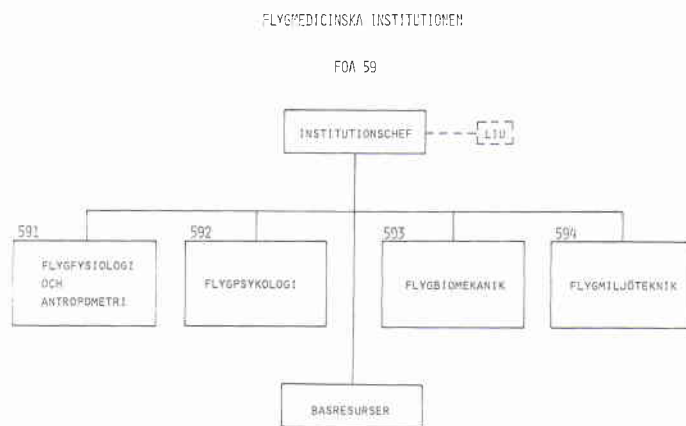 FLYGMEDICINSKA INSTITUTIONEN
FOA 59
INSTITUTIONSCHEF
LIU
591
FLYGFYSIOLOGI
OCH
ANTROPOMETRI
592
FLYGPSYKOLOGI
593
FLYGBIOMEKANIK
594
FLYGMILJÖTEKNIK
BASRESURSER